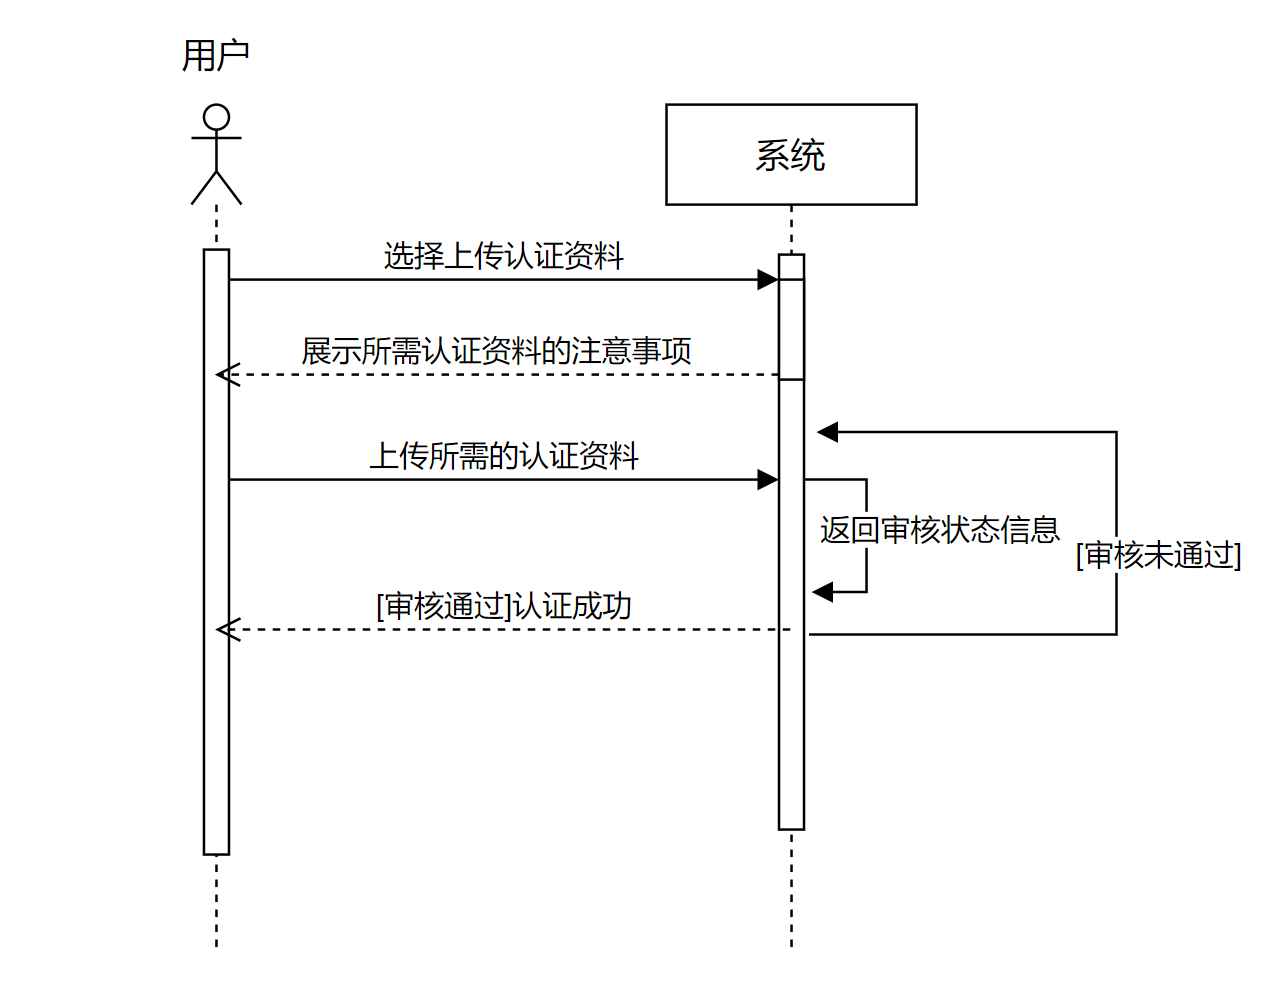 用户
系统
选择上传认证资料
展示所需认证资料的注意事项
上传所需的认证资料
返回审核状态信息
[审核未通过]
[审核通过]认证成功